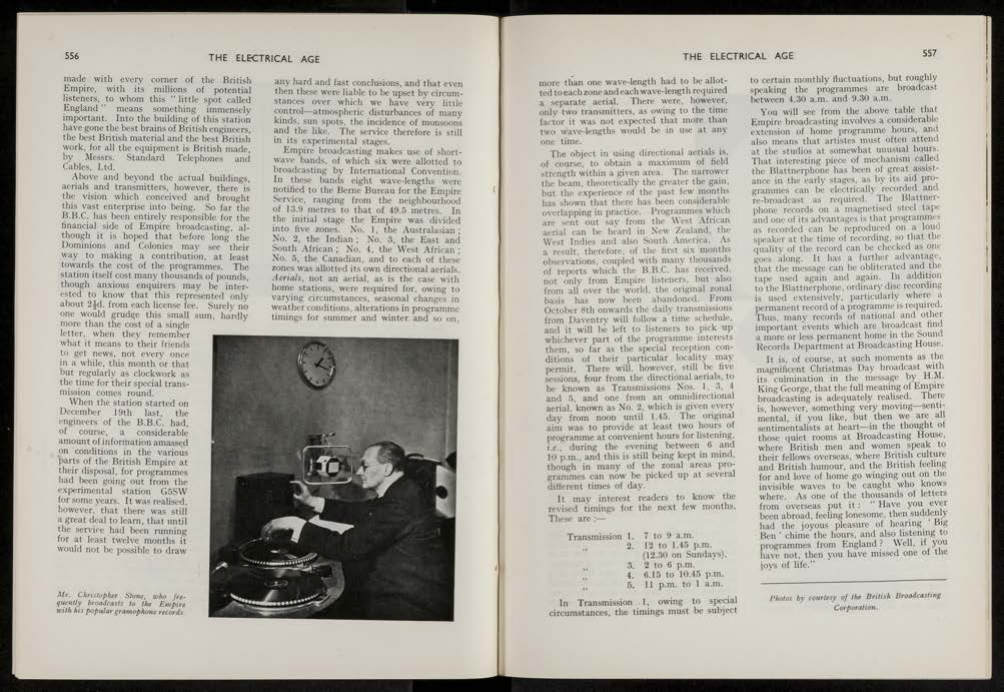 556
THE ELECTRICAL AGE
made with every corner of the British
Empire, with its millions of potential
listeners, to whom this "little spot called
England" means something immensely
important. Into the building of this station
have gone the best brains of British engineers,
the best British material and the best British
work, for all the equipment is British made,
by Messrs. Standard Telephones and
Cables, Ltd.
Above and beyond the actual buildings,
aerials and transmitters, however, there is
the vision which conceived and brought
this vast enterprise into being. So far the
B.B.C. has been entirely responsible for the
financial side of Empire broadcasting, al-
though it is hoped that before long the
Dominions and Colonies may see their
way to making a contribution, at least
towards the cost of the programmes. The
station itself cost many thousands of pounds,
though anxious enquirers may be inter-
ested to know that this represented only
about 2½d. from each license fee. Surely no
one would grudge this small sum, hardly
more than the cost of a single
letter, when they remember
what it means to their friends
to get news, not every once
in a while, this month or that
but regularly as clockwork as
the time for their special trans-
mission comes round.
When the station started on
December 19th last, the
engineers of the B.B.C. had,
of course, a considerable
amount of information amassed
on conditions in the various
parts of the British Empire at
their disposal, for programmes
had been going out from the
experimental station G5SW
for some years. It was realised,
however, that there was still
a great deal to learn, that until
the service had been running
for at least twelve months it
would not be possible to draw
Mr. Christopher Stone, who fre-
quently broadcasts to the Empire
with his popular gramophone records.
any hard and fast conclusions, and that even
then these were liable to be upset by circum-
stances over which we have very little
control—atmospheric disturbances of many
kinds, sun spots, the incidence of monsoons
and the like. The service therefore is still
in its experimental stages.
Empire broadcasting makes use of short-
wave bands, of which six were allotted to
broadcasting by International Convention.
In these bands eight wave-lengths were
notified to the Berne Bureau for the Empire
Service, ranging from the neighbourhood
of 13.9 metres to that of 49.5 metres. In
the initial stage the Empire was divided
into five zones. No. 1, the Australasian;
No. 2, the Indian; No. 3, the East and
South African; No. 4, the West African;
No. 5, the Canadian, and to each of these
zones was allotted its own directional aerials,
aerials, not an aerial, as is the case with
home stations, were required for, owing to
varying circumstances, seasonal changes in
weather conditions, alterations in programme
timings for summer and winter and so on,
THE ELECTRICAL AGE
557
more than one wave-length had to be allot-
ted to each zone and each wave-length required
a separate aerial. There were, however,
only two transmitters, as owing to the time
factor it was not expected that more than
two wave-lengths would be in use at any
one time.
The object in using directional aerials is,
of course, to obtain a maximum of field
strength within a given area. The narrower
the beam, theoretically the greater the gain,
but the experience of the past few months
has shown that there has been considerable
overlapping in practice. Programmes which
are sent out say from the West African
aerial can be heard in New Zealand, the
West Indies and also South America. As
a result, therefore, of the first six months
observations, coupled with many thousands
of reports which the B.B.C. has received,
not only from Empire listeners, but also
from all over the world, the original zonal
basis has now been abandoned. From
October 8th onwards the daily transmissions
from Daventry will follow a time schedule,
and it will be left to listeners to pick up
whichever part of the programme interests
them, so far as the special reception con-
ditions of their particular locality may
permit. There will, however, still be five
sessions, four from the directional aerials, to
be known as Transmissions Nos. 1, 3, 4
and 5, and one from an omnidirectional
aerial, known as No. 2, which is given every
day from noon until 1.45. The original
aim was to provide at least two hours of
programme at convenient hours for listening,
i.e., during the evening between 6 and
10 p.m., and this is still being kept in mind,
though in many of the zonal areas pro-
grammes can now be picked up at several
different times of day.
It may interest readers to know the
revised timings for the next few months.
These are :—
Transmission 1. 7 to 9 a.m.
" 2. 12 to 1.45 p.m.
(12.30 on Sundays).
" 3. 2 to 6 p.m.
" 4. 6.15 to 10.45 p.m.
" 5. 11 p.m. to 1 a.m.
In Transmission 1, owing to special
circumstances, the timings must be subject
to certain monthly fluctuations, but roughly
speaking the programmes are broadcast
between 4.30 a.m. and 9.30 a.m.
You will see from the above table that
Empire broadcasting involves a considerable
extension of home programme hours, and
also means that artistes must often attend
at the studios at somewhat unusual hours.
That interesting piece of mechanism called
the Blattnerphone has been of great assist-
ance in the early stages, as by its aid pro-
grammes can be electrically recorded and
re-broadcast as required. The Blattner-
phone records on a magnetised steel tape
and one of its advantages is that programmes
as recorded can be reproduced on a loud
speaker at the time of recording, so that the
quality of the record can be checked as one
goes along. It has a further advantage,
that the message can be obliterated and the
tape used again and again. In addition
to the Blattnerphone, ordinary disc recording
is used extensively, particularly where a
permanent record of a programme is required.
Thus, many records of national and other
important events which are broadcast find
a more or less permanent home in the Sound
Records Department at Broadcasting House.
It is, of course, at such moments as the
magnificent Christmas Day broadcast with
its culmination in the message by H.M.
King George, that the full meaning of Empire
broadcasting is adequately realised. There
is, however, something very moving—senti-
mental, if you like, but then we are all
sentimentalists at heart—in the thought of
those quiet rooms at Broadcasting House,
where British men and women speak to
their fellows overseas, where British culture
and British humour, and the British feeling
for and love of home go winging out on the
invisible waves to be caught who knows
where. As one of the thousands of letters
from overseas put it: "Have you ever
been abroad, feeling lonesome, then suddenly
had the joyous pleasure of hearing 'Big
Ben' chime the hours, and also listening to
programmes from England? Well, if you
have not, then you have missed one of the
joys of life."
Photos by courtesy of the British Broadcasting
Corporation.